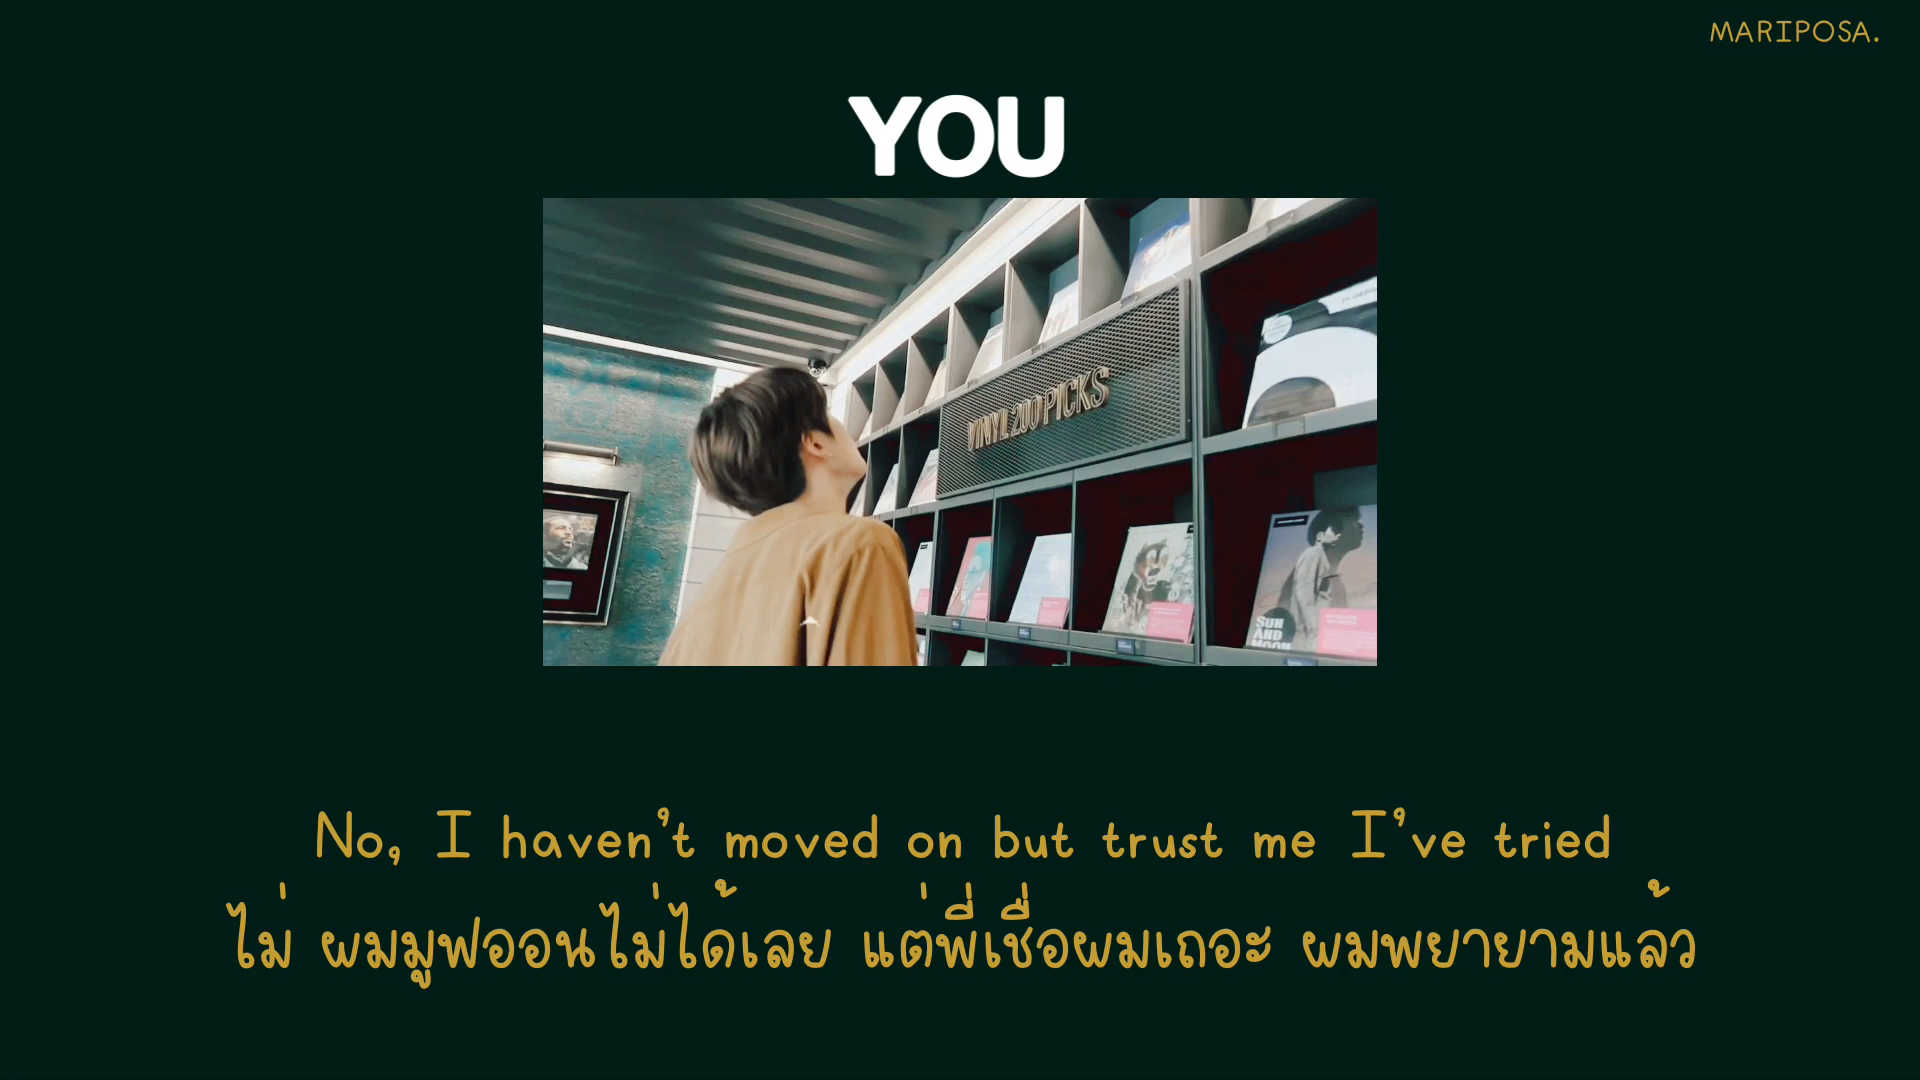 MARIPOSA.
YOU
VINYL 200 PICKS
SUN
AND
MOON
No, I haven't moved on but trust me I've tried
ไม่ ผมมูฟออนไม่ได้เลย แต่พี่เชื่อผมเถอะ ผมพยายามแล้ว